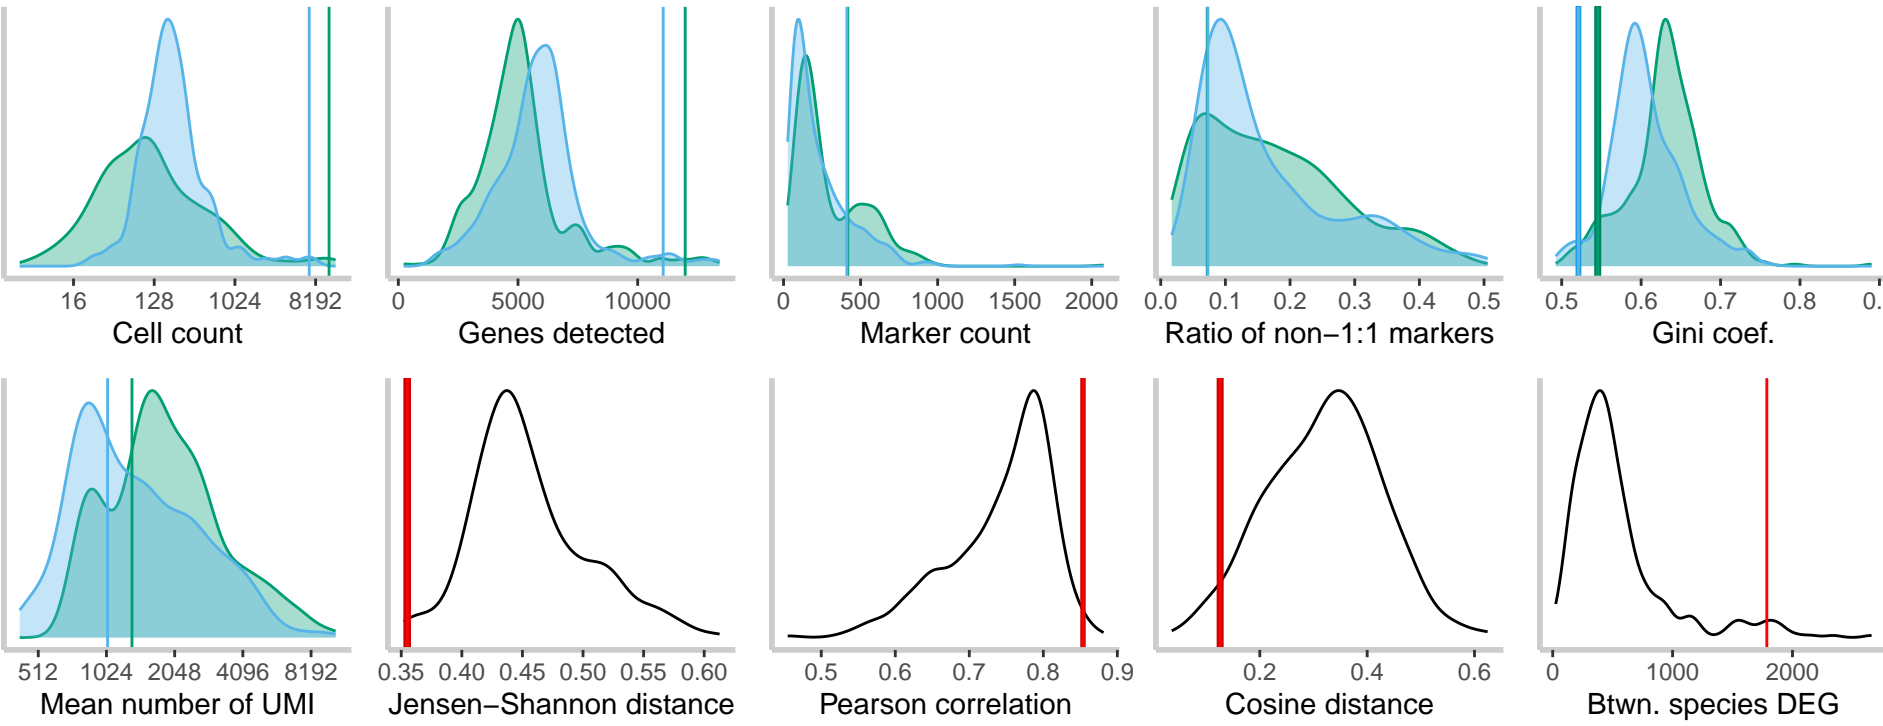 16 128 1024 8192
Cell count
0 5000 10000
Genes detected
0 500 1000 1500 2000
Marker count
0.0 0.1 0.2 0.3 0.4 0.5
Ratio of non−1:1 markers
0.5 0.6 0.7 0.8 0.
Gini coef.
512 1024 2048 4096 8192
Mean number of UMI
0.35 0.40 0.45 0.50 0.55 0.60
Jensen−Shannon distance
0.5 0.6 0.7 0.8 0.9
Pearson correlation
0.2 0.4 0.6
Cosine distance
0 1000 2000
Btwn. species DEG